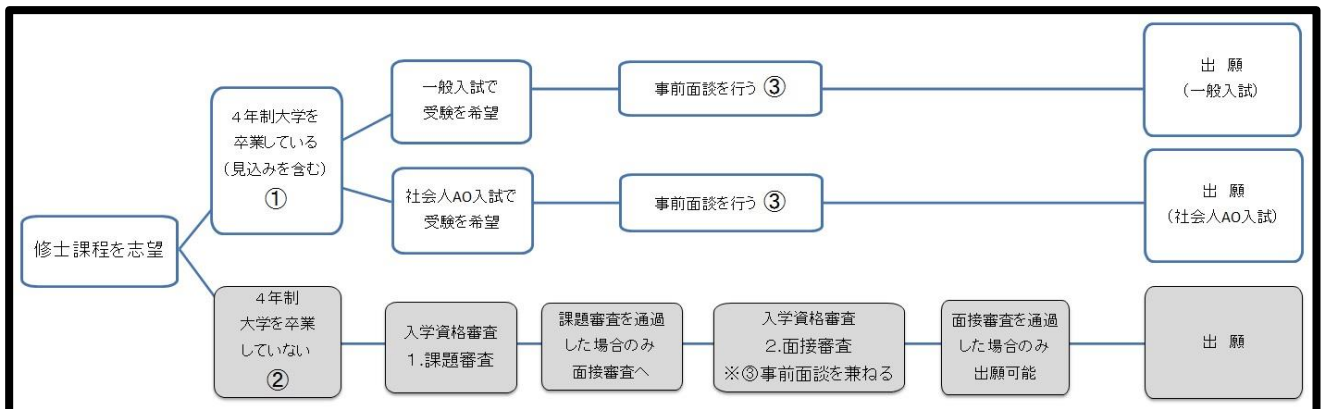 修士課程を志望
４年制大学を
卒業している
（見込みを含む）
①
一般入試で
受験を希望
事前面談を行う ③
出 願
（一般入試）
社会人AO入試で
受験を希望
事前面談を行う ③
出 願
（社会人AO入試）
４年制
大学を卒業
していない
②
入学資格審査
１.課題審査
課題審査を通過
した場合のみ
面接審査へ
入学資格審査
２.面接審査
※③事前面談を兼ねる
面接審査を通過
した場合のみ
出願可能
出 願